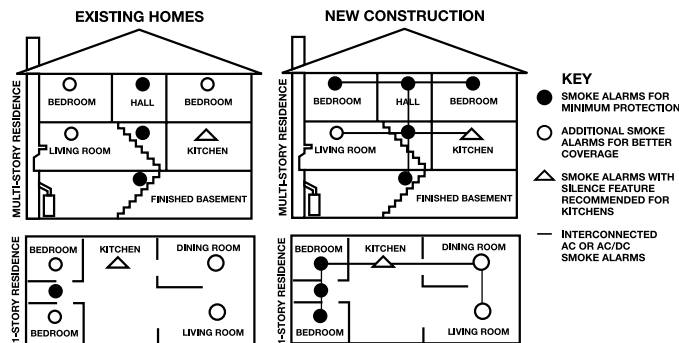 EXISTING HOMES
NEW CONSTRUCTION
MULTI-STORY RESIDENCE
BEDROOM
HALL
BEDROOM
LIVING ROOM
KITCHEN
FINISHED BASEMENT
MULTI-STORY RESIDENCE
BEDROOM
HALL
BEDROOM
LIVING ROOM
KITCHEN
FINISHED BASEMENT
KEY
SMOKE ALARMS FOR
MINIMUM PROTECTION
ADDITIONAL SMOKE
ALARMS FOR BETTER
COVERAGE
SMOKE ALARMS WITH
SILENCE FEATURE
RECOMMENDED FOR
KITCHENS
INTERCONNECTED
AC OR AC/DC
SMOKE ALARMS
1-STORY RESIDENCE
BEDROOM
KITCHEN
DINING ROOM
BEDROOM
LIVING ROOM
1-STORY RESIDENCE
BEDROOM
KITCHEN
DINING ROOM
BEDROOM
LIVING ROOM